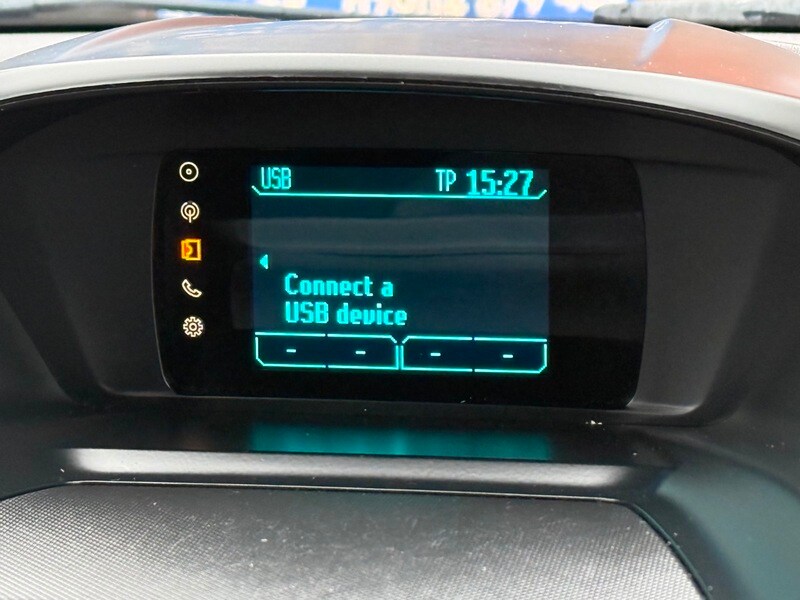 USB TP 15:27
Connect a
USB device
- - - -